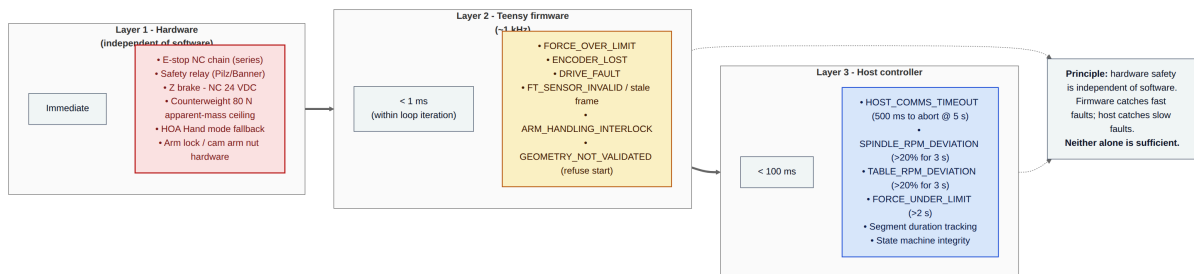 Layer 1 - Hardware
(independent of software)
Immediate
• E-stop NC chain (series)
• Safety relay (Pilz/Banner)
• Z brake - NC 24 VDC
• Counterweight 80 N
apparent-mass ceiling
• HOA Hand mode fallback
• Arm lock / cam arm nut
hardware
Layer 2 - Teensy firmware
(~1 kHz)
< 1 ms
(within loop iteration)
• FORCE_OVER_LIMIT
• ENCODER_LOST
• DRIVE_FAULT
• FT_SENSOR_INVALID / stale
frame
•
ARM_HANDLING_INTERLOCK
•
GEOMETRY_NOT_VALIDATED
(refuse start)
Layer 3 - Host controller
< 100 ms
• HOST_COMMS_TIMEOUT
(500 ms to abort @ 5 s)
•
SPINDLE_RPM_DEVIATION
(>20% for 3 s)
• TABLE_RPM_DEVIATION
(>20% for 3 s)
• FORCE_UNDER_LIMIT
(>2 s)
• Segment duration tracking
• State machine integrity
Principle: hardware safety
is independent of software.
Firmware catches fast
faults; host catches slow
faults.
Neither alone is sufficient.